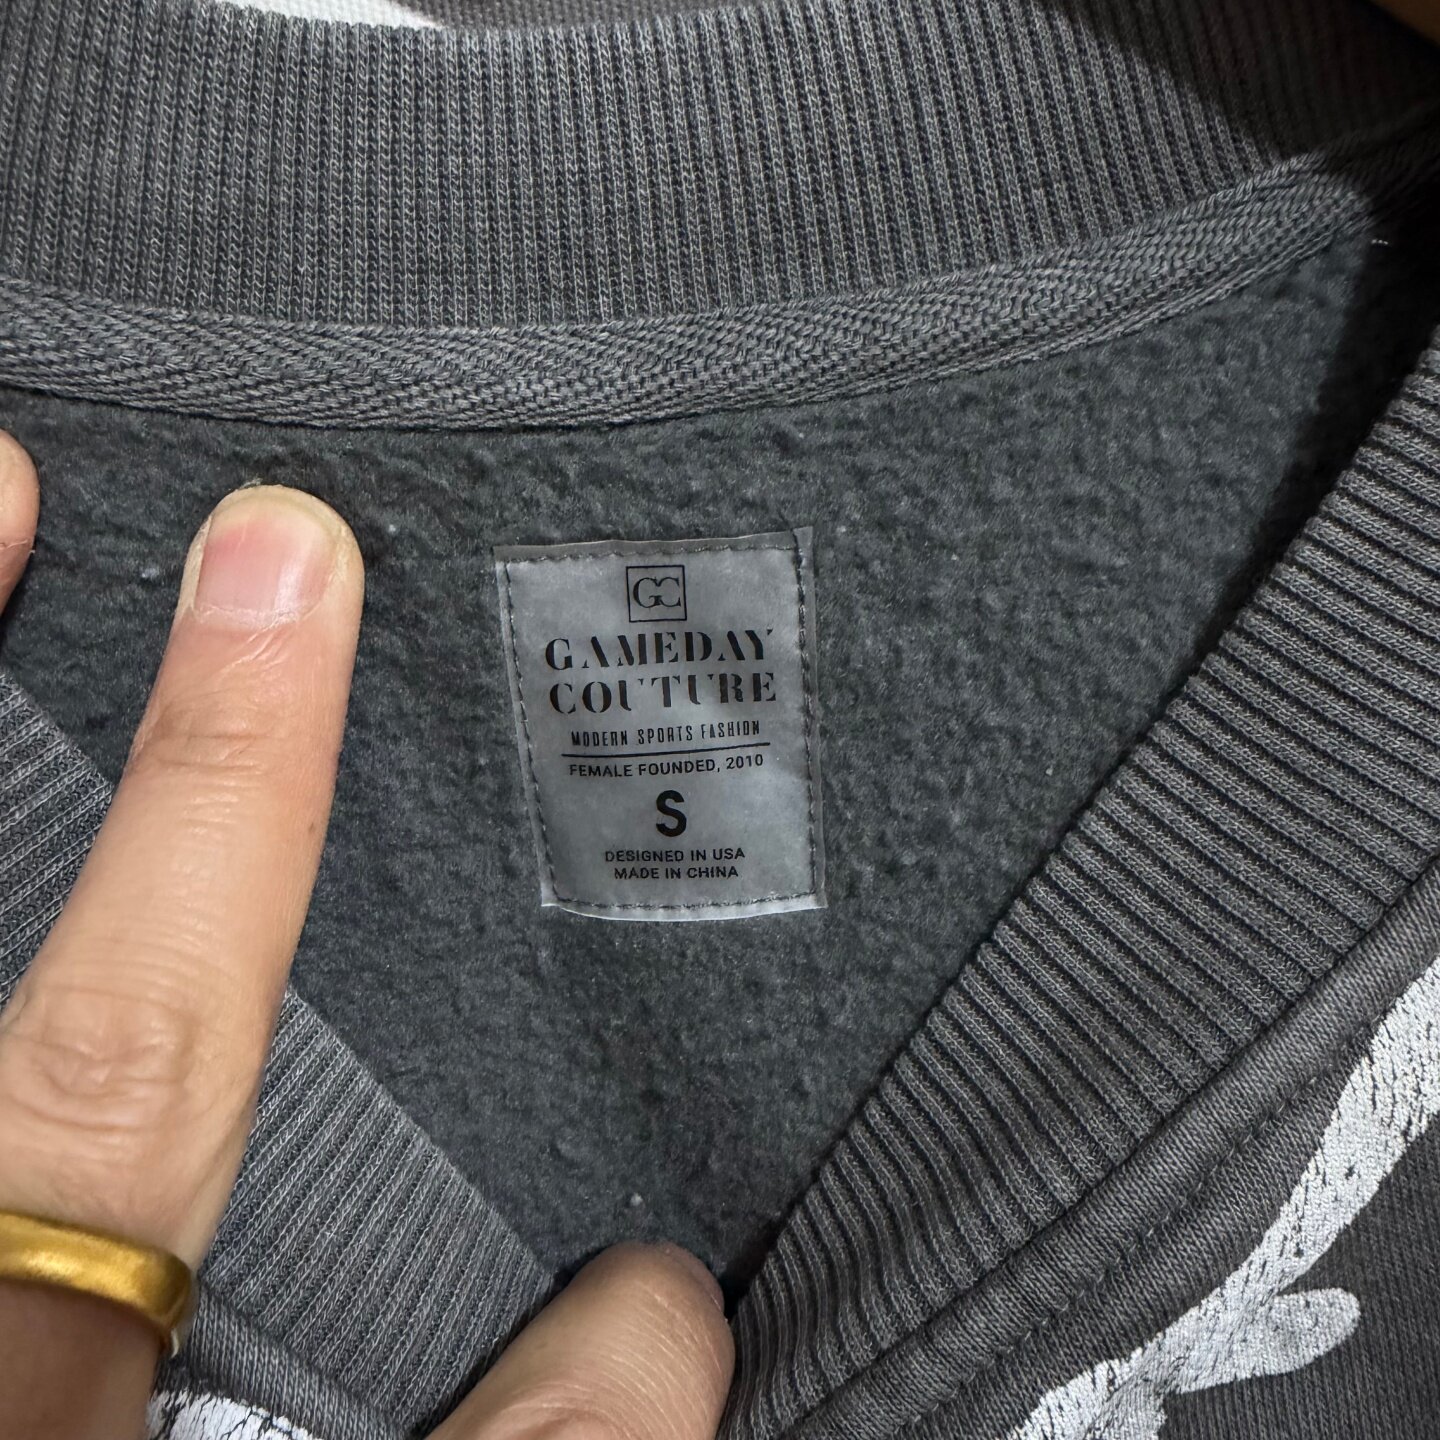 GC
GAMEDAY
COUTURE
MODERN SPORTS FASHION
FEMALE FOUNDED, 2010
S
DESIGNED IN USA
MADE IN CHINA